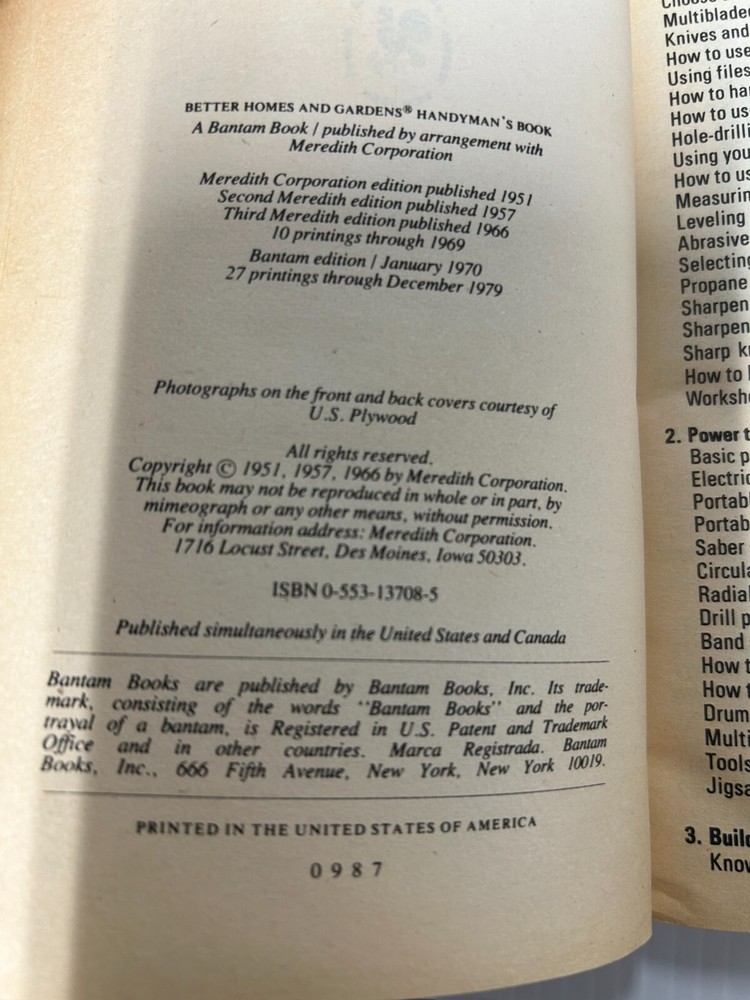 BETTER HOMES AND GARDENS® HANDYMAN'S BOOK
A Bantam Book / published by arrangement with
Meredith Corporation
Meredith Corporation edition published 1951
Second Meredith edition published 1957
Third Meredith edition published 1966
10 printings through 1969
Bantam edition / January 1970
27 printings through December 1979
Photographs on the front and back covers courtesy of
U.S. Plywood
All rights reserved.
Copyright © 1951, 1957, 1966 by Meredith Corporation.
This book may not be reproduced in whole or in part, by
mimeograph or any other means, without permission.
For information address: Meredith Corporation.
1716 Locust Street, Des Moines, Iowa 50303.
ISBN 0-553-13708-5
Published simultaneously in the United States and Canada
Bantam Books are published by Bantam Books, Inc. Its trade-
mark, consisting of the words "Bantam Books" and the por-
trayal of a bantam, is Registered in U.S. Patent and Trademark
Office and in other countries. Marca Registrada. Bantam
Books, Inc., 666 Fifth Avenue, New York, New York 10019.
PRINTED IN THE UNITED STATES OF AMERICA
0 9 8 7
Multiblade
Knives and
How to use
Using files
How to ha
How to us
Hole-drilli
Using you
How to us
Measurin
Leveling
Abrasive
Selecting
Propane
Sharpen
Sharpen
Sharp k
How to
Worksh
2. Power t
Basic p
Electric
Portab
Portab
Saber
Circula
Radial
Drill p
Band
How t
How t
Drum
Multi
Tools
Jigsa
3. Build
Know